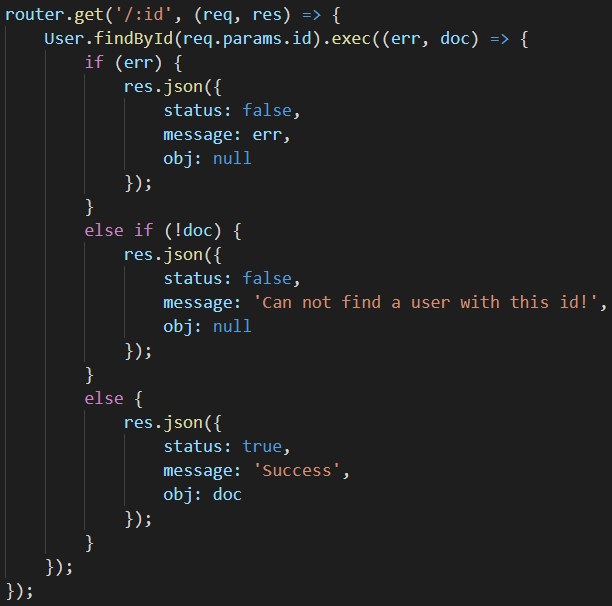 router.get('/:id', (req, res) => {
    User.findById(req.params.id).exec((err, doc) => {
        if (err) {
            res.json({
                status: false,
                message: err,
                obj: null
            });
        }
        else if (!doc) {
            res.json({
                status: false,
                message: 'Can not find a user with this id!',
                obj: null
            });
        }
        else {
            res.json({
                status: true,
                message: 'Success',
                obj: doc
            });
        }
    });
});